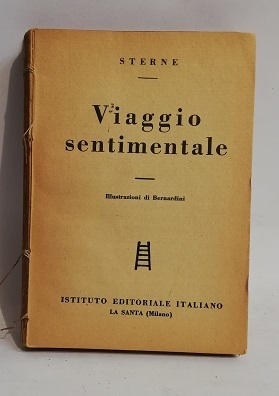 STERNE
Viaggio
sentimentale
Illustrazioni di Bernardini
ISTITUTO EDITORIALE ITALIANO
LA SANTA (Milano)